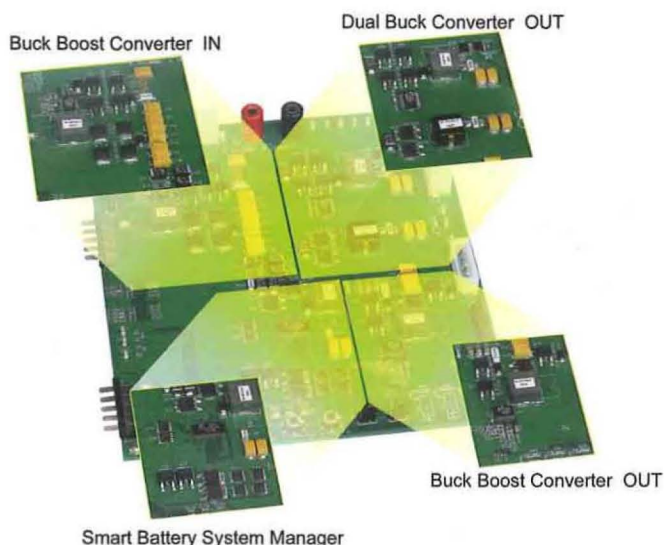 Dual Buck Converter OUT
Buck Boost Converter IN
Buck Boost Converter OUT
Smart Battery System Manager